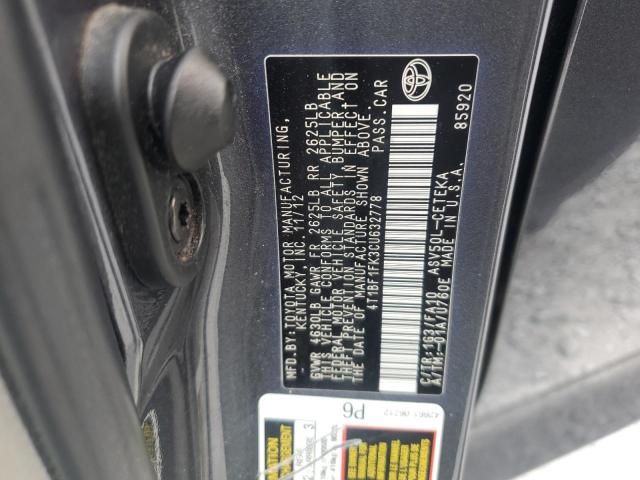 MFD.BY:TOYOTA MOTOR MANUFACTURING,
KENTUCKY,INC. 11/12
GVWR 4630LB GAWR FR 2625LB RR 2625LB
THIS VEHICLE CONFORMS TO ALL APPLICABLE
FEDERAL MOTOR VEHICLE SAFETY, BUMPER, AND
THEFT PREVENTION STANDARDS IN EFFECT ON
THE DATE OF MANUFACTURE SHOWN ABOVE.
4T1BF1FK3CU632778 PASS.CAR
C/TR:1G3/FA10 ASV50L-CETEKA
A/TM:-01A/U760E MADE IN U.S.A.
85920
P6
3